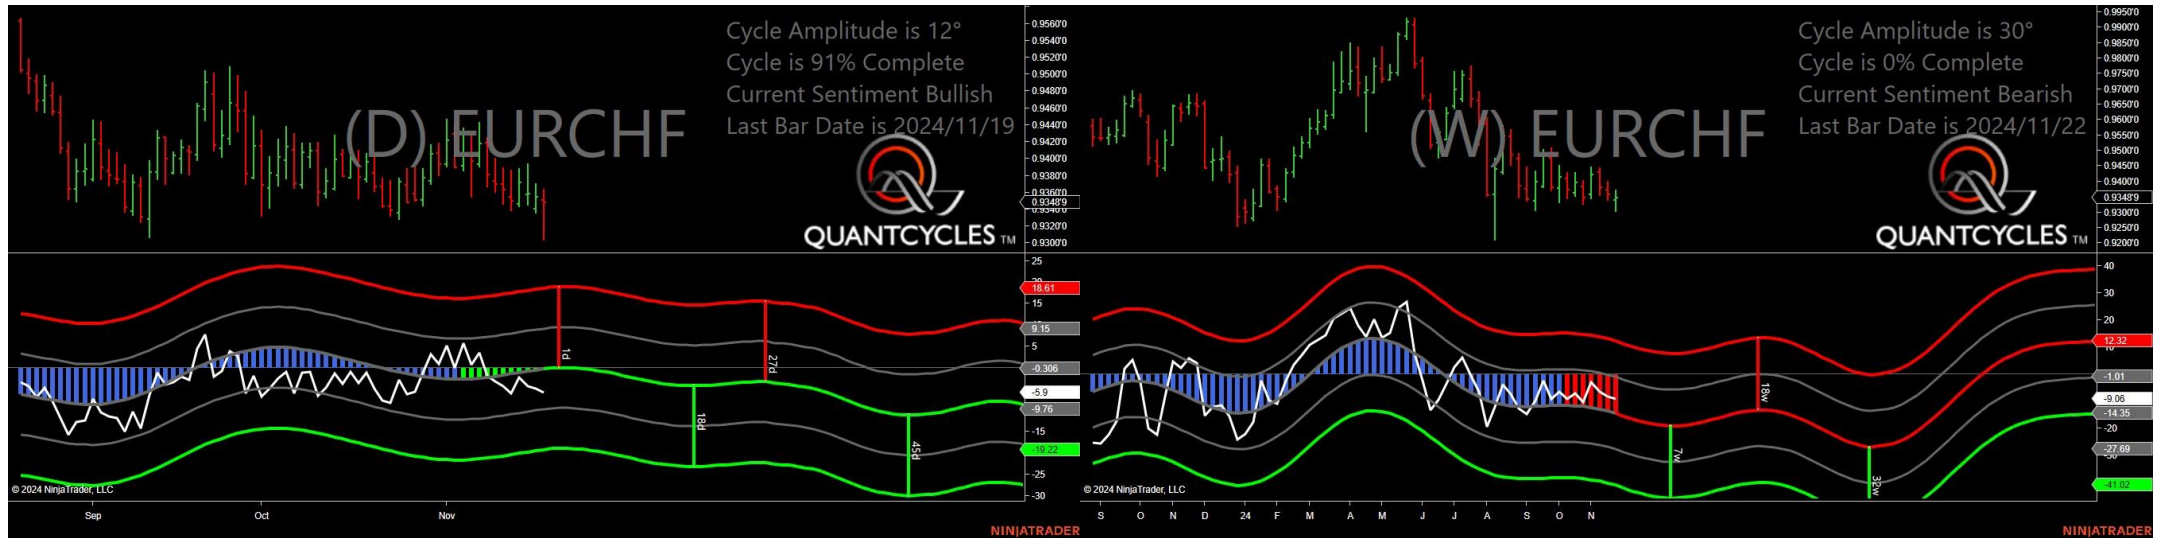 Cycle Amplitude is 12°
Cycle is 91% Complete
Current Sentiment Bullish
Last Bar Date is 2024/11/19
(D) EURCHF
QUANTCYCLES TM
0.9560'0
0.9540'0
0.9520'0
0.9500'0
0.9480'0
0.9460'0
0.9440'0
0.9420'0
0.9400'0
0.9380'0
0.9360'0
0.9348'9
0.9340'0
0.9320'0
0.9300'0
25
18.61
15
9.15
5
-0.306
-5.9
-9.76
-15
-19.22
-25
-30
1d
27d
18d
45d
© 2024 NinjaTrader, LLC
Sep
Oct
Nov
NINJATRADER
Cycle Amplitude is 30°
Cycle is 0% Complete
Current Sentiment Bearish
Last Bar Date is 2024/11/22
(W) EURCHF
QUANTCYCLES TM
0.9950'0
0.9900'0
0.9850'0
0.9800'0
0.9750'0
0.9700'0
0.9650'0
0.9600'0
0.9550'0
0.9500'0
0.9450'0
0.9400'0
0.9348'9
0.9300'0
0.9250'0
0.9200'0
40
30
20
12.32
-1.01
-9.06
-14.35
-20
-27.69
-41.02
18w
7w
32w
© 2024 NinjaTrader, LLC
S O N D 24 F M A M J J A S O N
NINJATRADER